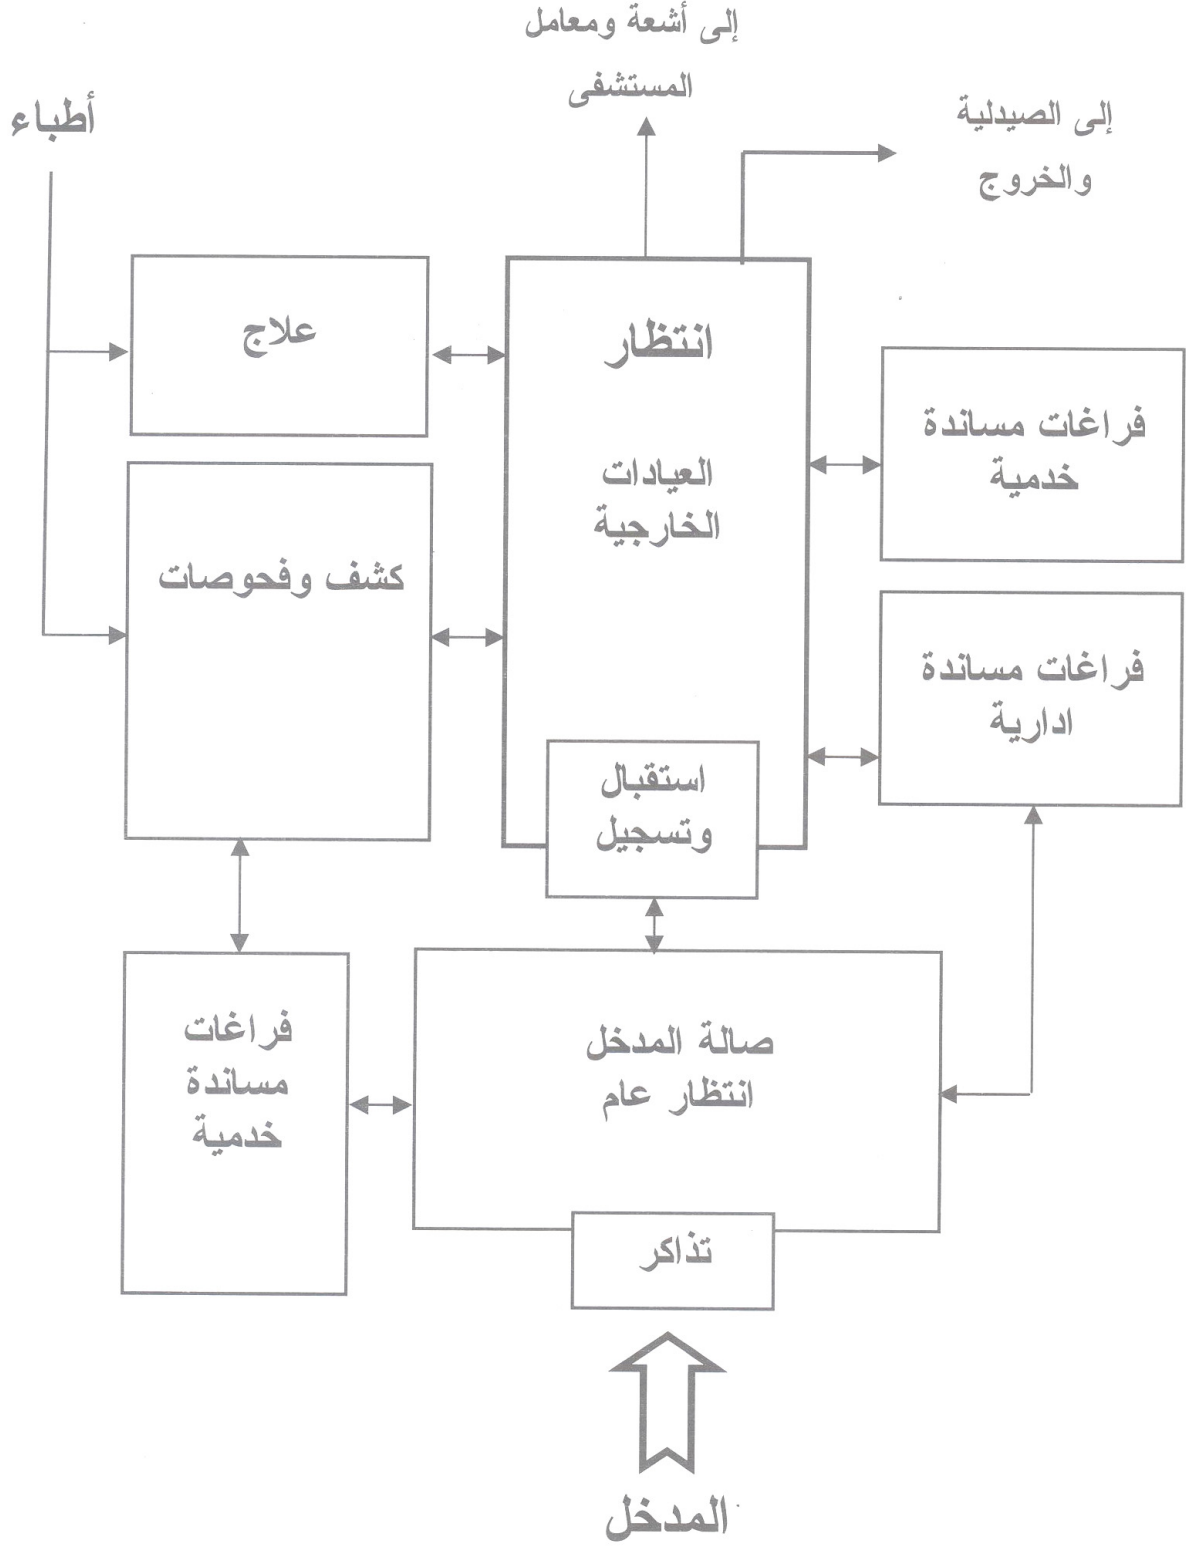 إلى أشعة ومعامل
المستشفى
إلى الصيدلية
والخروج
أطباء
علاج
انتظار
العيادات
الخارجية
فراغات مساندة
خدمية
كشف وفحوصات
فراغات مساندة
ادارية
استقبال
وتسجيل
صالة المدخل
انتظار عام
فراغات
مساندة
خدمية
تذاكر
المدخل